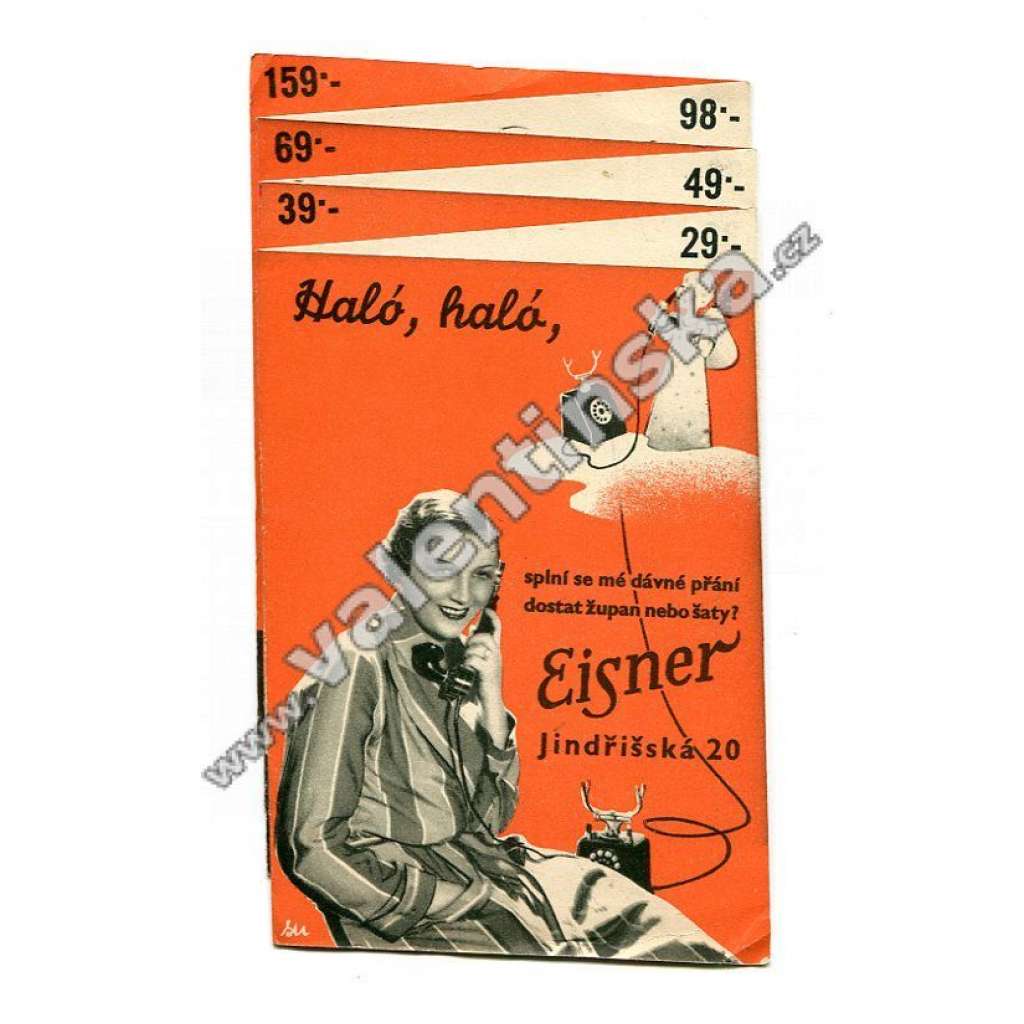 159·-
98·-
69·-
49·-
39·-
29·-
Haló, haló,
splní se mé dávné přání
dostat župan nebo šaty?
Eisner
Jindřišská 20
su
www.valentinska.cz